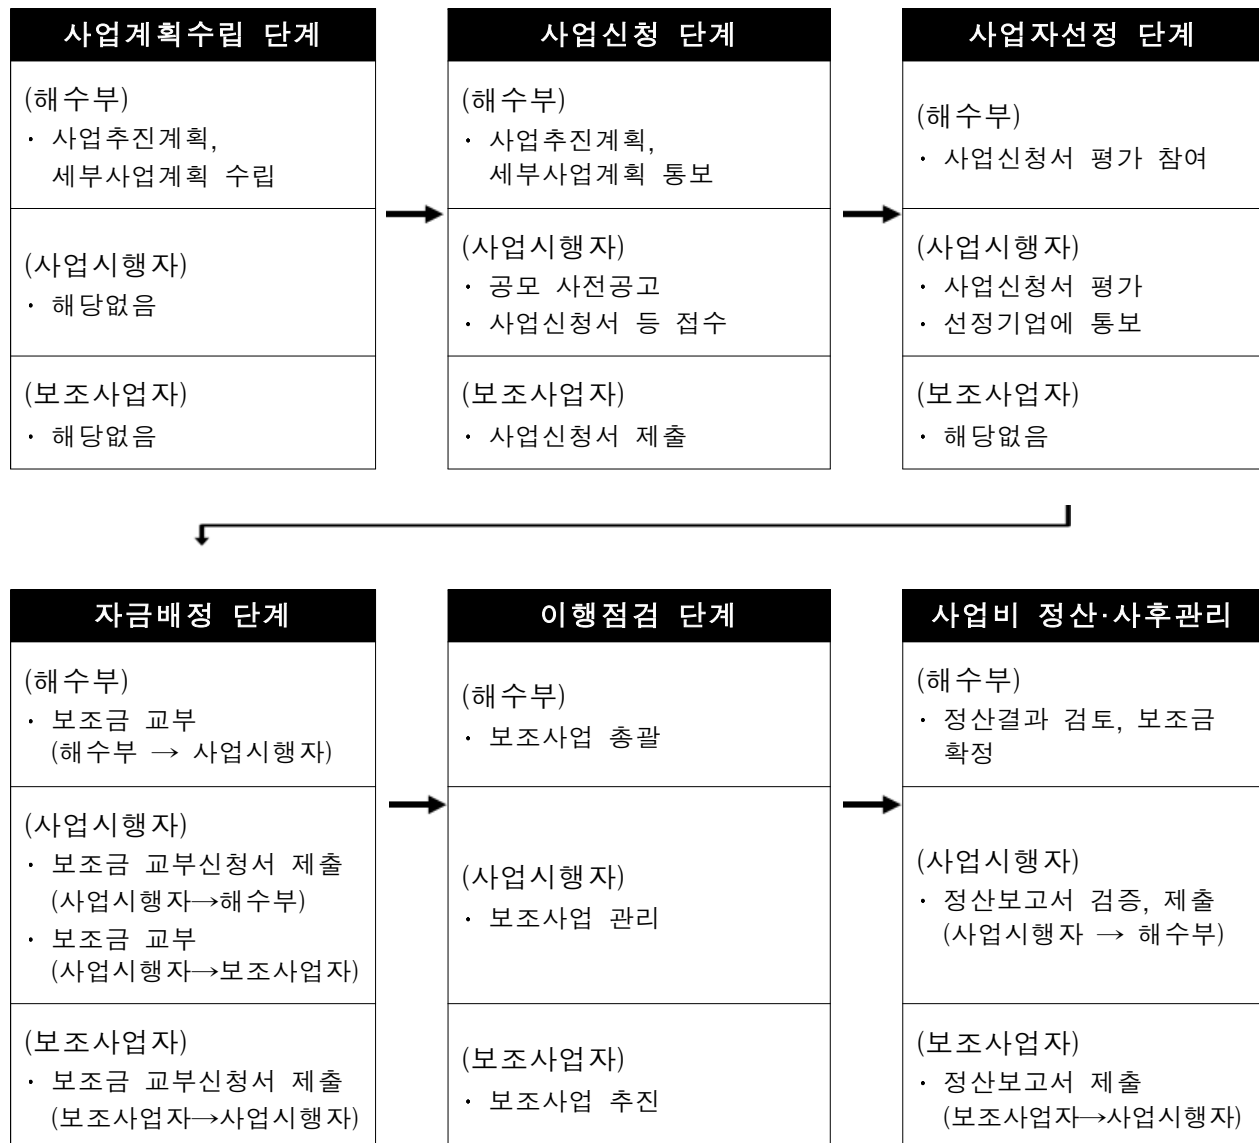 사업계획수립 단계
(해수부)
· 사업추진계획,
세부사업계획 수립
(사업시행자)
· 해당없음
(보조사업자)
· 해당없음
사업신청 단계
(해수부)
· 사업추진계획,
세부사업계획 통보
(사업시행자)
· 공모 사전공고
· 사업신청서 등 접수
(보조사업자)
· 사업신청서 제출
사업자선정 단계
(해수부)
· 사업신청서 평가 참여
(사업시행자)
· 사업신청서 평가
· 선정기업에 통보
(보조사업자)
· 해당없음
자금배정 단계
(해수부)
· 보조금 교부
(해수부 → 사업시행자)
(사업시행자)
· 보조금 교부신청서 제출
(사업시행자→해수부)
· 보조금 교부
(사업시행자→보조사업자)
(보조사업자)
· 보조금 교부신청서 제출
(보조사업자→사업시행자)
이행점검 단계
(해수부)
· 보조사업 총괄
(사업시행자)
· 보조사업 관리
(보조사업자)
· 보조사업 추진
사업비 정산·사후관리
(해수부)
· 정산결과 검토, 보조금
확정
(사업시행자)
· 정산보고서 검증, 제출
(사업시행자 → 해수부)
(보조사업자)
· 정산보고서 제출
(보조사업자→사업시행자)